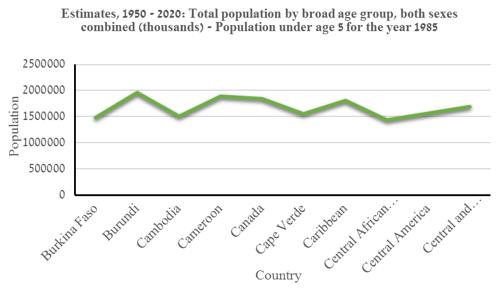 Estimates, 1950 - 2020: Total population by broad age group, both sexes
combined (thousands) - Population under age 5 for the year 1985
2500000
2000000
1500000
1000000
500000
0
Population
Burkina Faso
Burundi
Cambodia
Cameroon
Canada
Cape Verde
Caribbean
Central African...
Central America
Central and...
Country